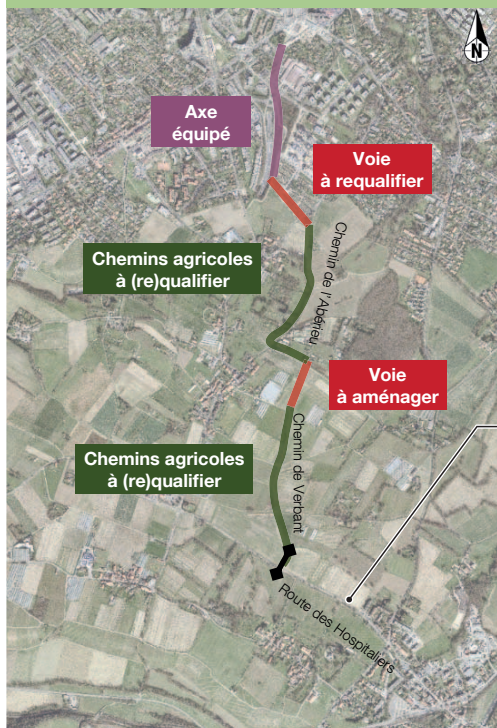 N
Axe
équipé
Voie
à requalifier
Chemin de l'Abérieu
Chemins agricoles
à (re)qualifier
Voie
à aménager
Chemin de Verbant
Chemins agricoles
à (re)qualifier
Route des Hospitaliers